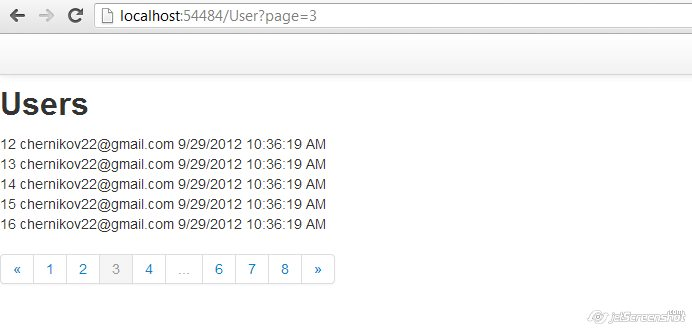 localhost:54484/User?page=3
Users
12 chernikov22@gmail.com 9/29/2012 10:36:19 AM
13 chernikov22@gmail.com 9/29/2012 10:36:19 AM
14 chernikov22@gmail.com 9/29/2012 10:36:19 AM
15 chernikov22@gmail.com 9/29/2012 10:36:19 AM
16 chernikov22@gmail.com 9/29/2012 10:36:19 AM
« 1 2 3 4 ... 6 7 8 »
jetScreenshot.com